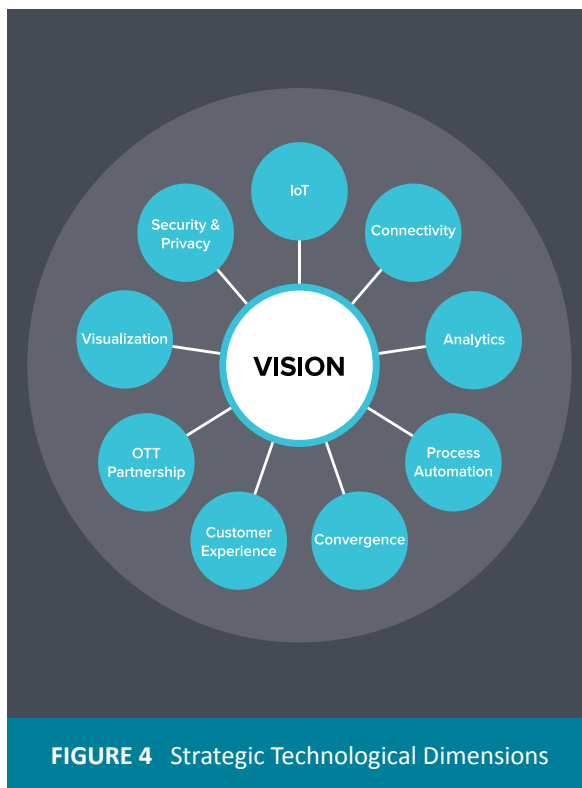 IoT
Security &
Privacy
Connectivity
Visualization
VISION
Analytics
OTT
Partnership
Process
Automation
Customer
Experience
Convergence
FIGURE 4 Strategic Technological Dimensions